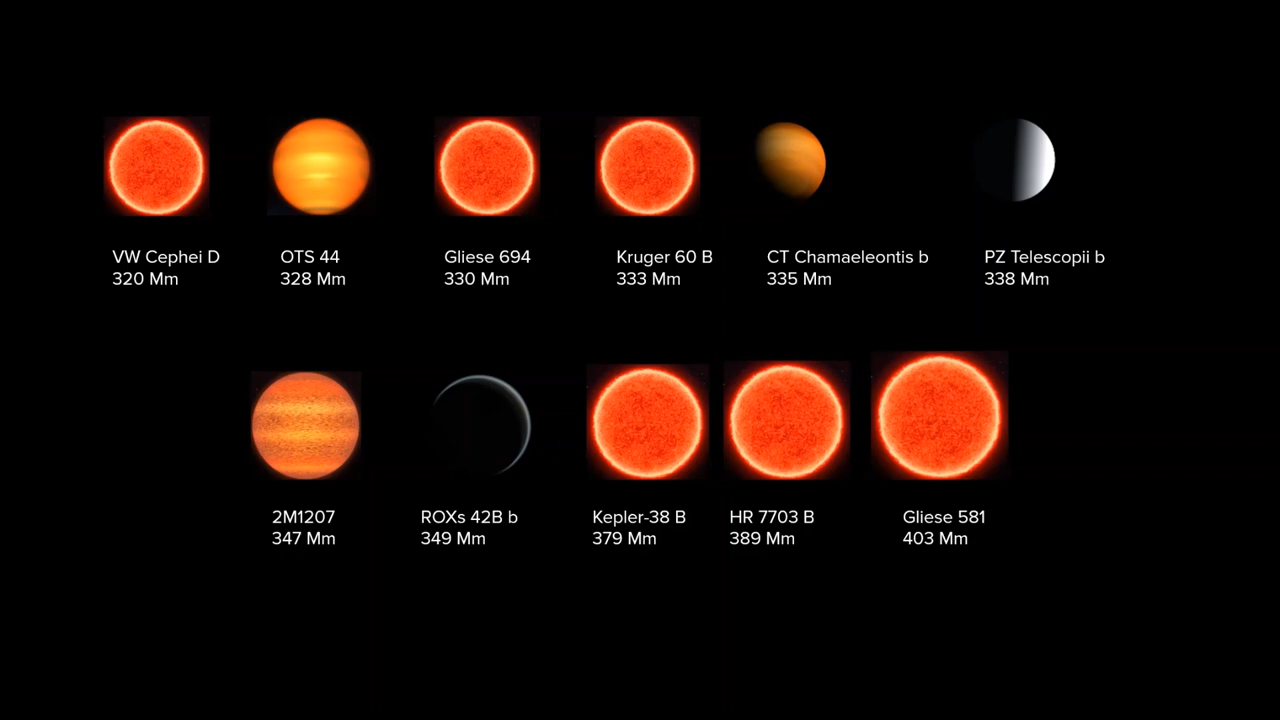 VW Cephei D
320 Mm
OTS 44
328 Mm
Gliese 694
330 Mm
Kruger 60 B
333 Mm
CT Chamaeleontis b
335 Mm
PZ Telescopii b
338 Mm
2M1207
347 Mm
ROXs 42B b
349 Mm
Kepler-38 B
379 Mm
HR 7703 B
389 Mm
Gliese 581
403 Mm